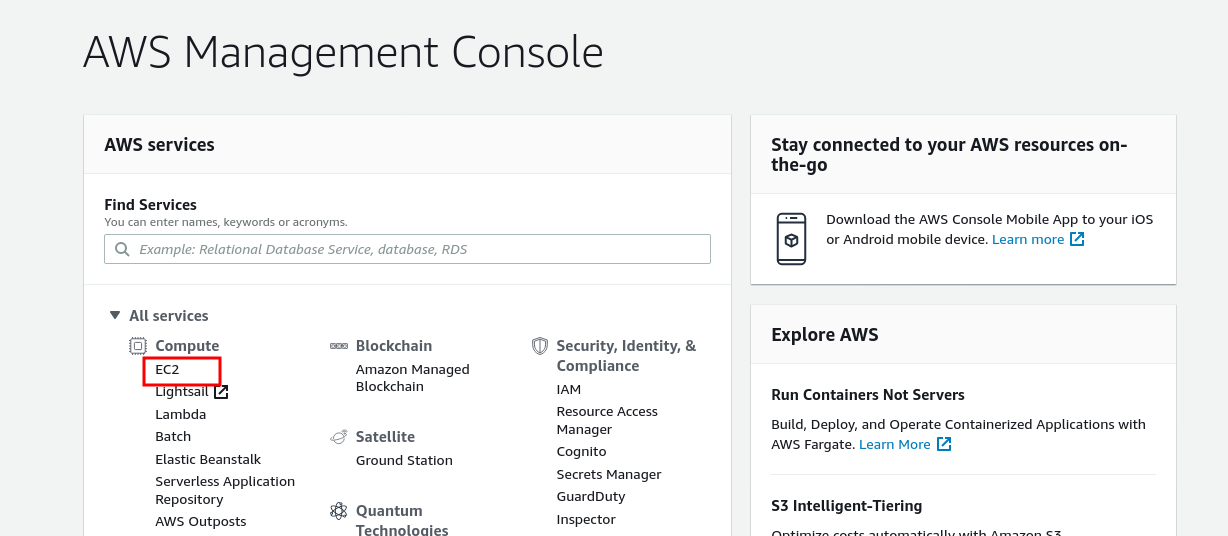 AWS Management Console
AWS services
Find Services
You can enter names, keywords or acronyms.
Example: Relational Database Service, database, RDS
All services
Compute
EC2
Lightsail
Lambda
Batch
Elastic Beanstalk
Serverless Application
Repository
AWS Outposts
Blockchain
Amazon Managed
Blockchain
Satellite
Ground Station
Quantum
Technologies
Security, Identity, &
Compliance
IAM
Resource Access
Manager
Cognito
Secrets Manager
GuardDuty
Inspector
Stay connected to your AWS resources on-
the-go
Download the AWS Console Mobile App to your iOS
or Android mobile device. Learn more
Explore AWS
Run Containers Not Servers
Build, Deploy, and Operate Containerized Applications with
AWS Fargate. Learn More
S3 Intelligent-Tiering
Optimize costs automatically with Amazon S3